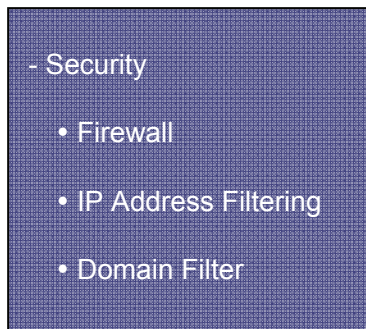 - Security
• Firewall
• IP Address Filtering
• Domain Filter